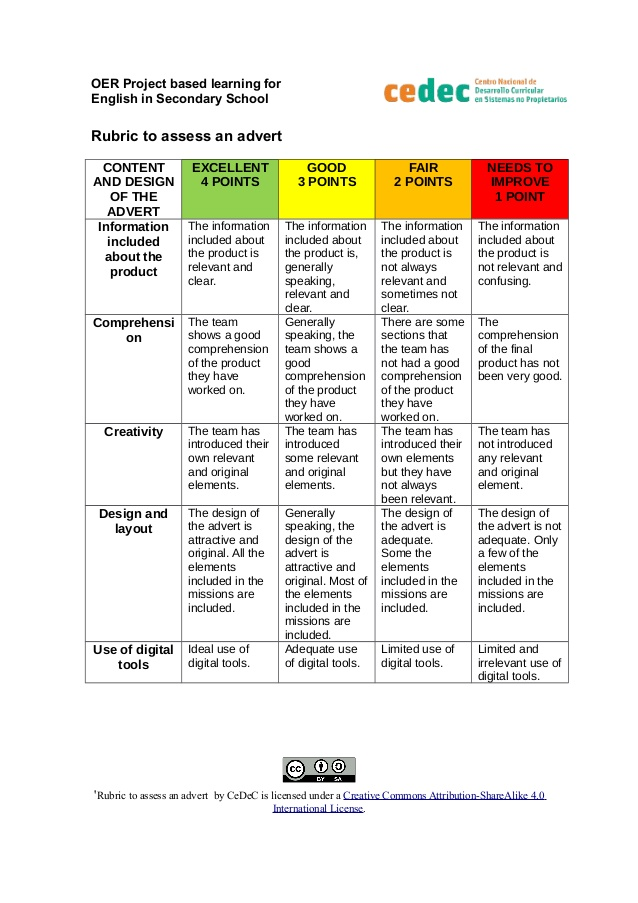 OER Project based learning for
English in Secondary School
cedec
Centro Nacional de
Desarrollo Curricular
en Sistemas no Propietarios
Rubric to assess an advert
CONTENT
AND DESIGN
OF THE
ADVERT
EXCELLENT
4 POINTS
GOOD
3 POINTS
FAIR
2 POINTS
NEEDS TO
IMPROVE
1 POINT
Information
included
about the
product
The information
included about
the product is
relevant and
clear.
The information
included about
the product is,
generally
speaking,
relevant and
clear.
The information
included about
the product is
not always
relevant and
sometimes not
clear.
The information
included about
the product is
not relevant and
confusing.
Comprehensi
on
The team
shows a good
comprehension
of the product
they have
worked on.
Generally
speaking, the
team shows a
good
comprehension
of the product
they have
worked on.
There are some
sections that
the team has
not had a good
comprehension
of the product
they have
worked on.
The
comprehension
of the final
product has not
been very good.
Creativity
The team has
introduced their
own relevant
and original
elements.
The team has
introduced
some relevant
and original
elements.
The team has
introduced their
own elements
but they have
not always
been relevant.
The team has
not introduced
any relevant
and original
element.
Design and
layout
The design of
the advert is
attractive and
original. All the
elements
included in the
missions are
included.
Generally
speaking, the
design of the
advert is
attractive and
original. Most of
the elements
included in the
missions are
included.
The design of
the advert is
adequate.
Some the
elements
included in the
missions are
included.
The design of
the advert is not
adequate. Only
a few of the
elements
included in the
missions are
included.
Use of digital
tools
Ideal use of
digital tools.
Adequate use
of digital tools.
Limited use of
digital tools.
Limited and
irrelevant use of
digital tools.
cc
BY SA
"Rubric to assess an advert by CeDeC is licensed under a Creative Commons Attribution-ShareAlike 4.0
International License.